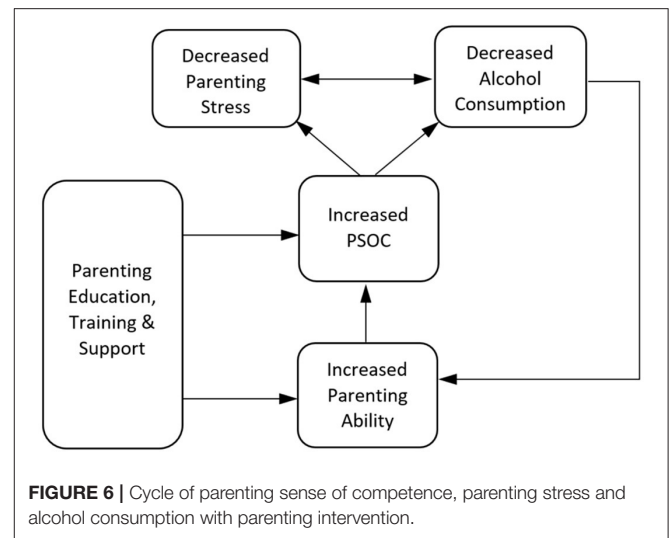 Decreased
Parenting
Stress
Decreased
Alcohol
Consumption
Increased
PSOC
Parenting
Education,
Training &
Support
Increased
Parenting
Ability
FIGURE 6 | Cycle of parenting sense of competence, parenting stress and
alcohol consumption with parenting intervention.